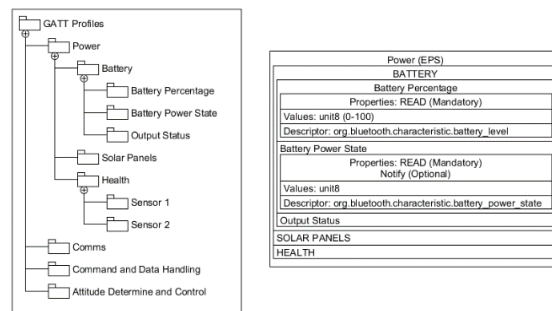 GATT Profiles
Power
Battery
Battery Percentage
Battery Power State
Output Status
Solar Panels
Health
Sensor 1
Sensor 2
Comms
Command and Data Handling
Attitude Determine and Control
Power (EPS)
BATTERY
Battery Percentage
Properties: READ (Mandatory)
Values: unit8 (0-100)
Descriptor: org.bluetooth.characteristic.battery_level
Battery Power State
Properties: READ (Mandatory)
Notify (Optional)
Values: unit8
Descriptor: org.bluetooth.characteristic.battery_power_state
Output Status
SOLAR PANELS
HEALTH